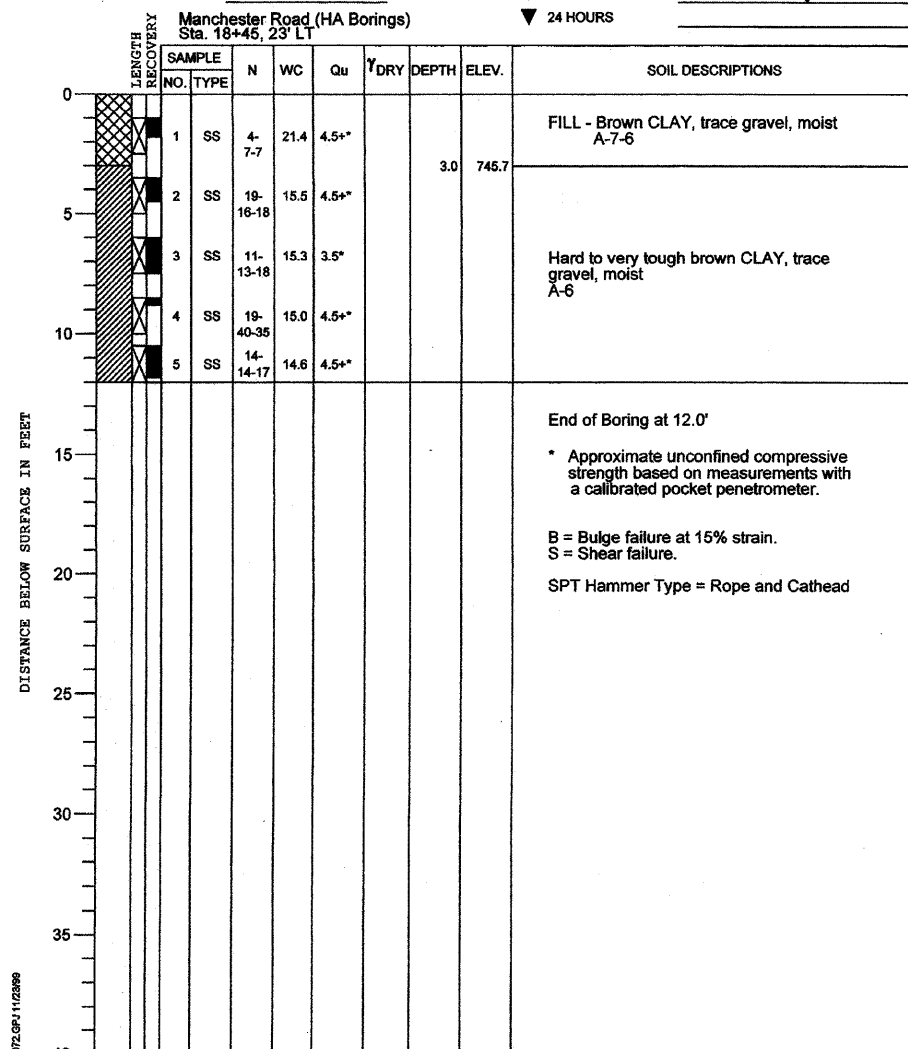 Manchester Road (HA Borings)
Sta. 18+45, 23' LT
▼ 24 HOURS
LENGTH
RECOVERY
SAMPLE
NO. TYPE
N
WC
Qu
γDRY
DEPTH
ELEV.
SOIL DESCRIPTIONS
0
FILL - Brown CLAY, trace gravel, moist
A-7-6
1 SS 4- 21.4 4.5+*
7-7
3.0 745.7
2 SS 19- 15.5 4.5+*
16-18
5
3 SS 11- 15.3 3.5*
13-18
Hard to very tough brown CLAY, trace
gravel, moist
A-6
4 SS 19- 15.0 4.5+*
40-35
10
5 SS 14- 14.6 4.5+*
14-17
End of Boring at 12.0'
15
* Approximate unconfined compressive
strength based on measurements with
a calibrated pocket penetrometer.
B = Bulge failure at 15% strain.
S = Shear failure.
20
SPT Hammer Type = Rope and Cathead
25
30
35
DISTANCE BELOW SURFACE IN FEET
072.GPJ 11/23/99